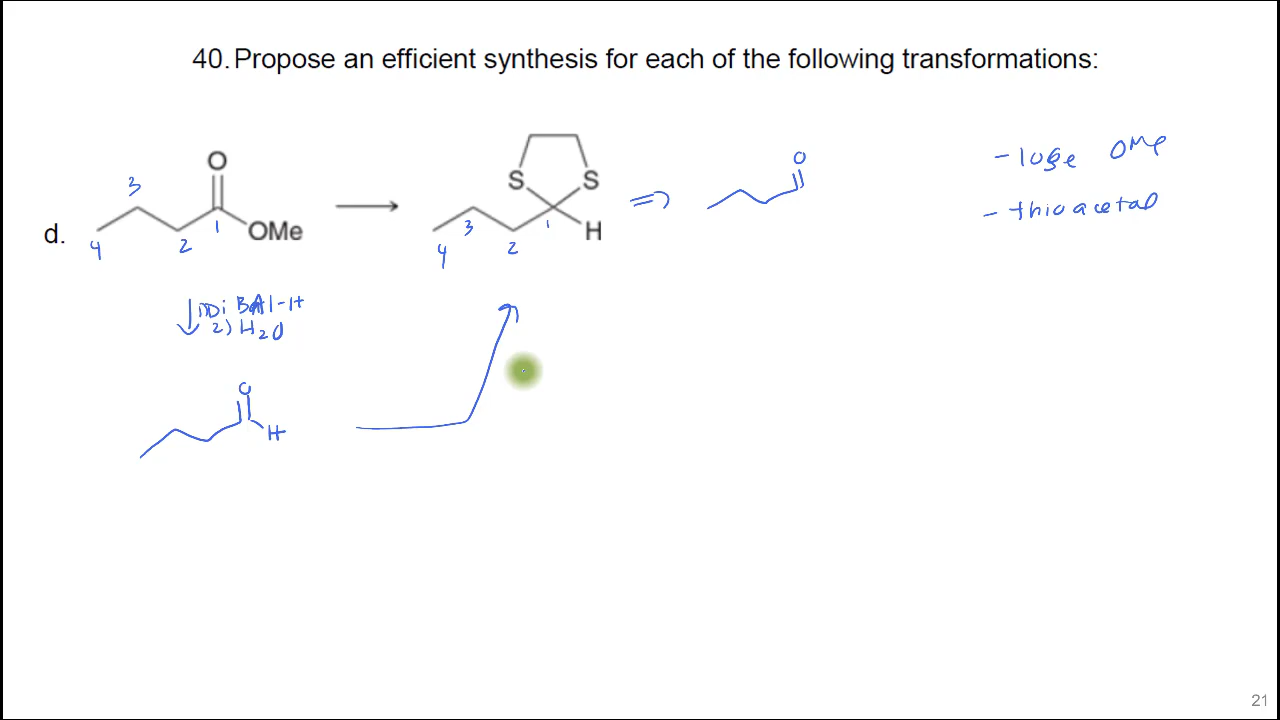 40. Propose an efficient synthesis for each of the following transformations:
- lose OMe
- thioacetal
O
3
OMe
1
2
4
S S
H
3
1
2
4
⇒
O
d.
1) DiBAl-H
2) H2O
O
H
21